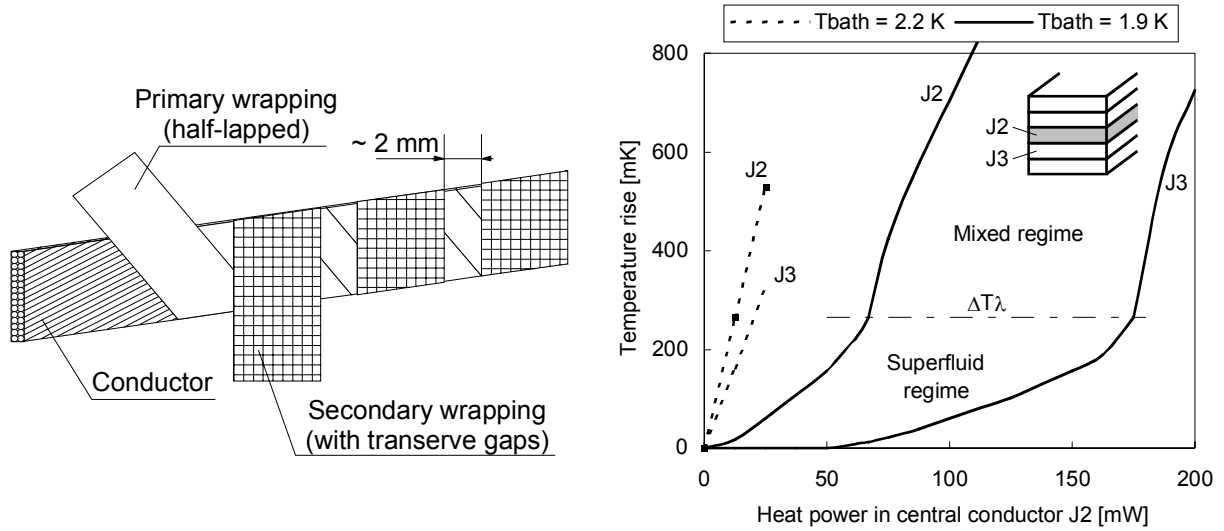 Primary wrapping
(half-lapped)
~ 2 mm
Conductor
Secondary wrapping
(with transerve gaps)
Tbath = 2.2 K
Tbath = 1.9 K
Temperature rise [mK]
800
600
400
200
0
J2
J3
J2
J3
J2
J3
Mixed regime
ΔTλ
Superfluid
regime
0
50
100
150
200
Heat power in central conductor J2 [mW]